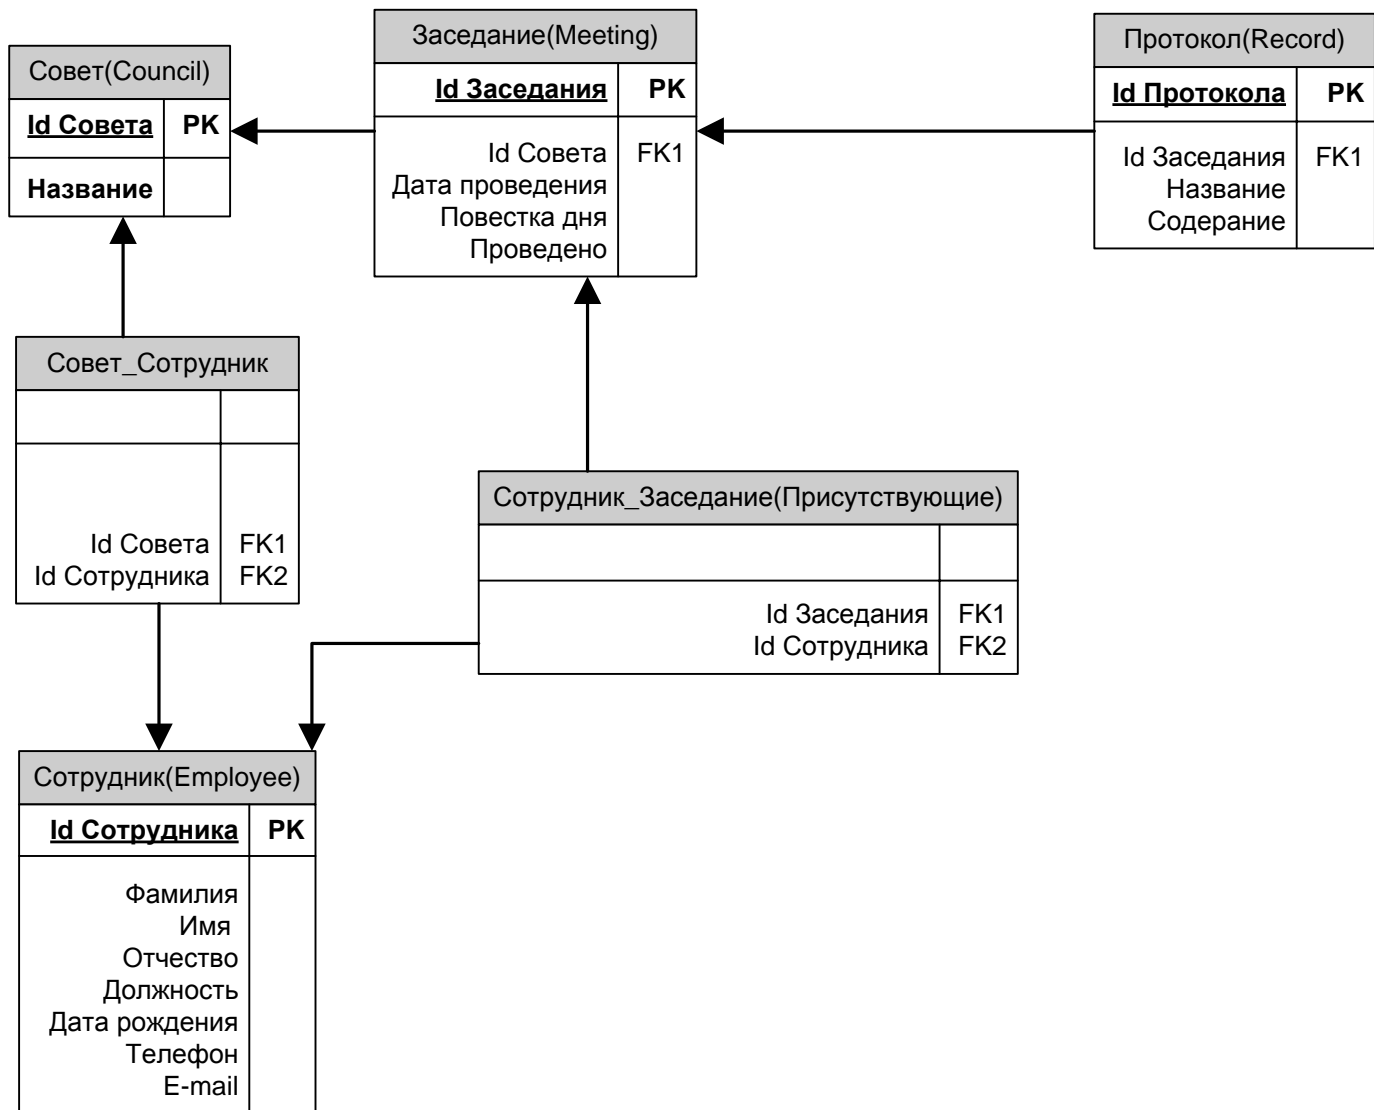 Совет(Council)
Id Совета PK
Название
Заседание(Meeting)
Id Заседания PK
Id Совета FK1
Дата проведения
Повестка дня
Проведено
Протокол(Record)
Id Протокола PK
Id Заседания FK1
Название
Содерание
Совет_Сотрудник
Id Совета FK1
Id Сотрудника FK2
Сотрудник_Заседание(Присутствующие)
Id Заседания FK1
Id Сотрудника FK2
Сотрудник(Employee)
Id Сотрудника PK
Фамилия
Имя
Отчество
Должность
Дата рождения
Телефон
E-mail